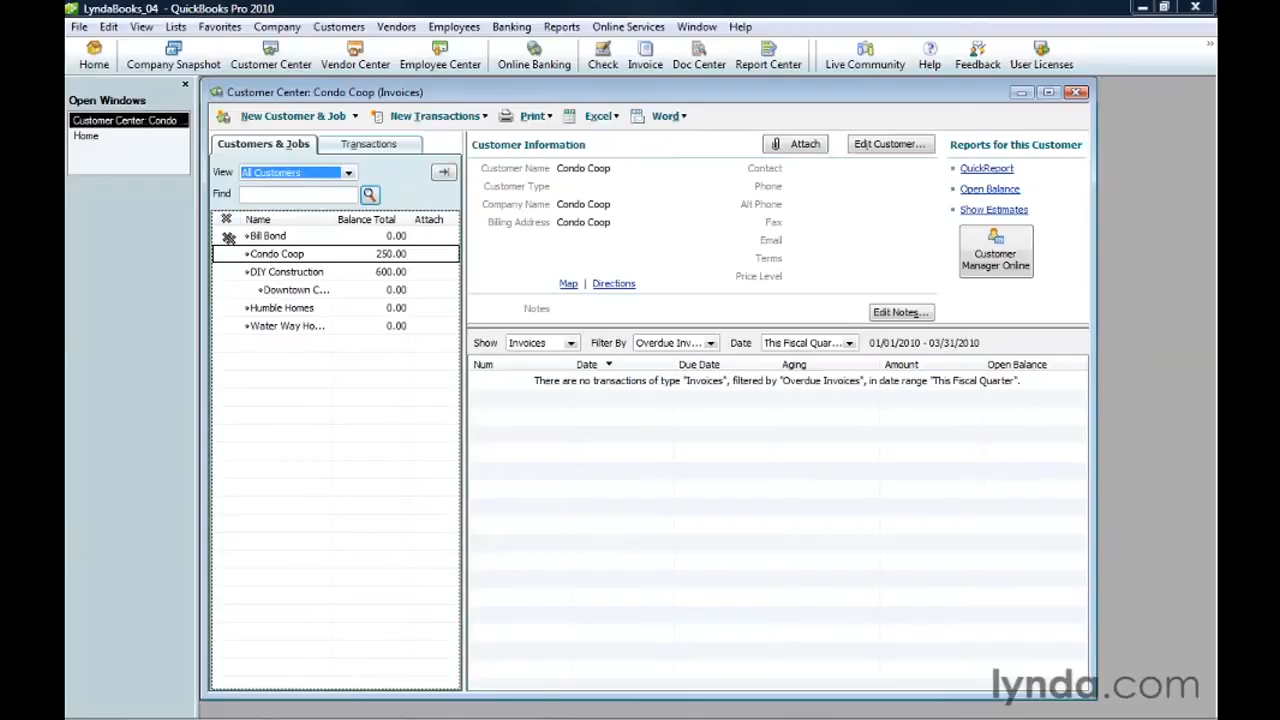 LyndaBooks_04 - QuickBooks Pro 2010
File Edit View Lists Favorites Company Customers Vendors Employees Banking Reports Online Services Window Help
Home Company Snapshot Customer Center Vendor Center Employee Center Online Banking Check Invoice Doc Center Report Center Live Community Help Feedback User Licenses
Open Windows
Customer Center: Condo ...
Home
Customer Center: Condo Coop (Invoices)
New Customer & Job New Transactions Print Excel Word
Customers & Jobs Transactions
View All Customers
Find
Name Balance Total Attach
Bill Bond 0.00
Condo Coop 250.00
DIY Construction 600.00
Downtown C... 0.00
Humble Homes 0.00
Water Way Ho... 0.00
Customer Information Attach Edit Customer...
Customer Name Condo Coop Contact
Customer Type Phone
Company Name Condo Coop Alt Phone
Billing Address Condo Coop Fax
Email
Terms
Price Level
Map | Directions
Notes Edit Notes...
Reports for this Customer
QuickReport
Open Balance
Show Estimates
Customer
Manager Online
Show Invoices Filter By Overdue Inv... Date This Fiscal Quar... 01/01/2010 - 03/31/2010
Num Date Due Date Aging Amount Open Balance
There are no transactions of type "Invoices", filtered by "Overdue Invoices", in date range "This Fiscal Quarter".
lynda.com